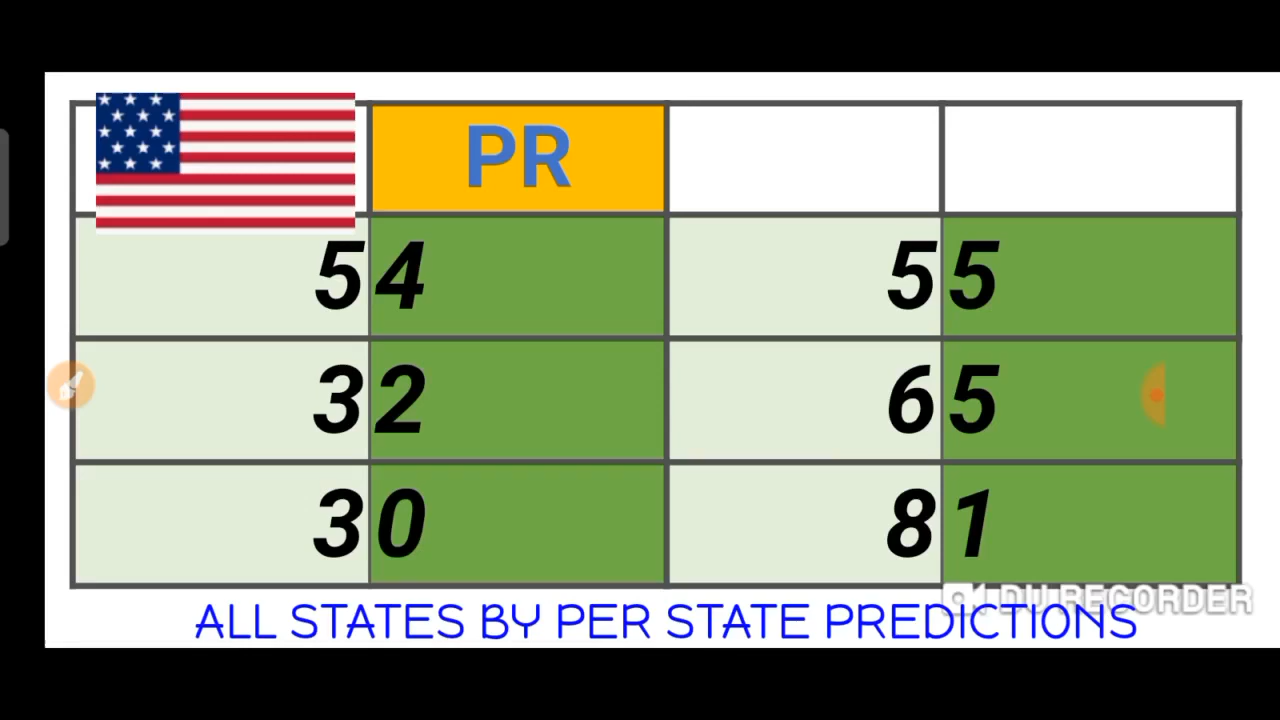 PR
54 55
32 65
30 81
DU RECORDER
ALL STATES BY PER STATE PREDICTIONS